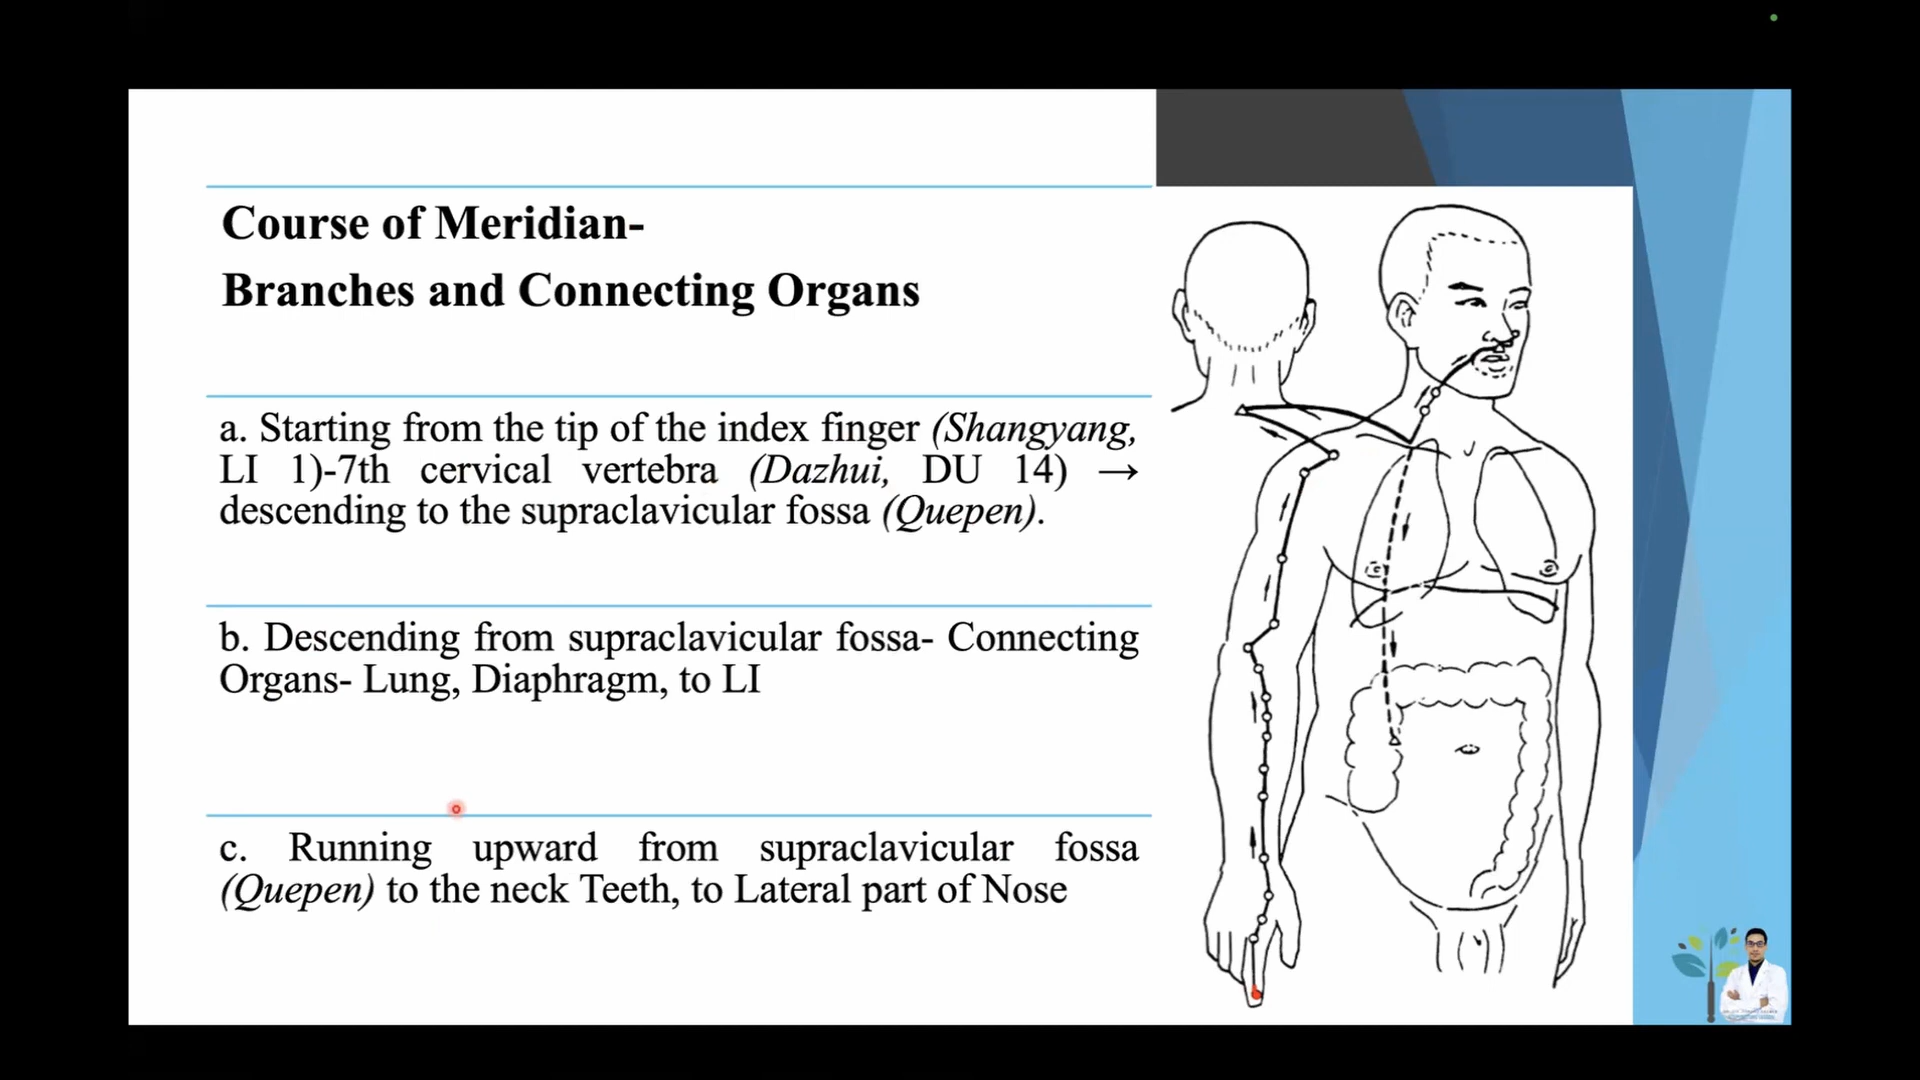 Course of Meridian-
Branches and Connecting Organs
a. Starting from the tip of the index finger (Shangyang,
LI 1)-7th cervical vertebra (Dazhui, DU 14) →
descending to the supraclavicular fossa (Quepen).
b. Descending from supraclavicular fossa- Connecting
Organs- Lung, Diaphragm, to LI
c. Running upward from supraclavicular fossa
(Quepen) to the neck Teeth, to Lateral part of Nose